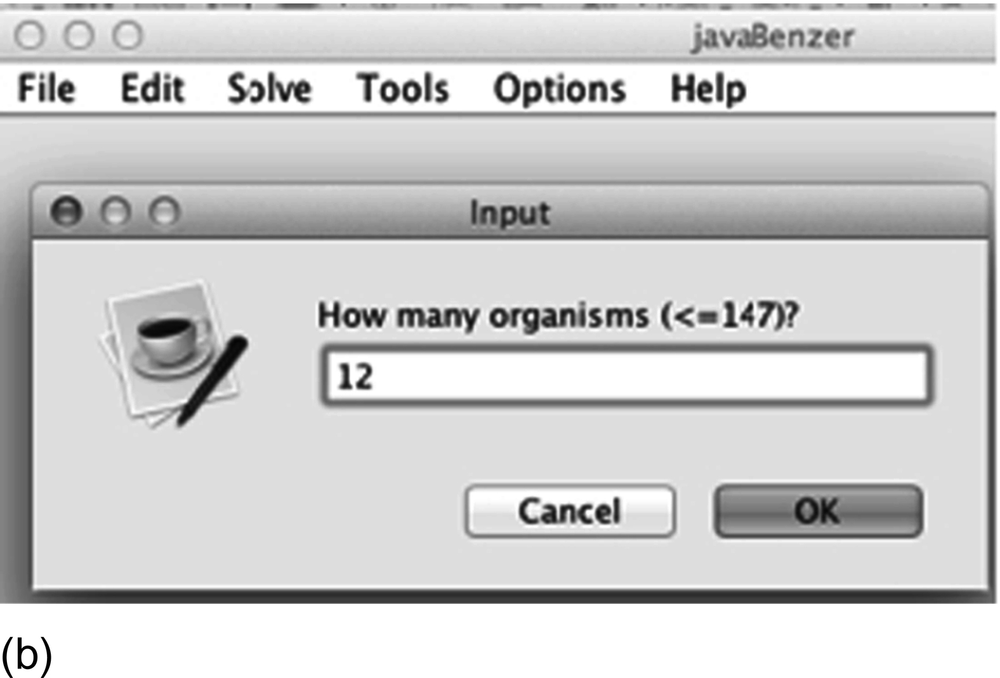 javaBenzer
File Edit Solve Tools Options Help
Input
How many organisms (<=147)?
12
Cancel OK
(b)